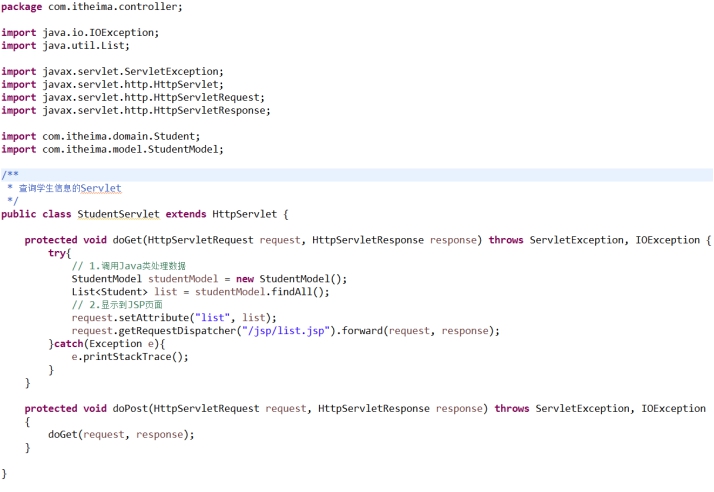 package com.itheima.controller;
import java.io.IOException;
import java.util.List;
import javax.servlet.ServletException;
import javax.servlet.http.HttpServlet;
import javax.servlet.http.HttpServletRequest;
import javax.servlet.http.HttpServletResponse;
import com.itheima.domain.Student;
import com.itheima.model.StudentModel;
/**
 * 查询学生信息的Servlet
 */
public class StudentServlet extends HttpServlet {
    protected void doGet(HttpServletRequest request, HttpServletResponse response) throws ServletException, IOException {
        try{
            // 1.调用Java类处理数据
            StudentModel studentModel = new StudentModel();
            List<Student> list = studentModel.findAll();
            // 2.显示到JSP页面
            request.setAttribute("list", list);
            request.getRequestDispatcher("/jsp/list.jsp").forward(request, response);
        }catch(Exception e){
            e.printStackTrace();
        }
    }
    protected void doPost(HttpServletRequest request, HttpServletResponse response) throws ServletException, IOException
    {
        doGet(request, response);
    }
}